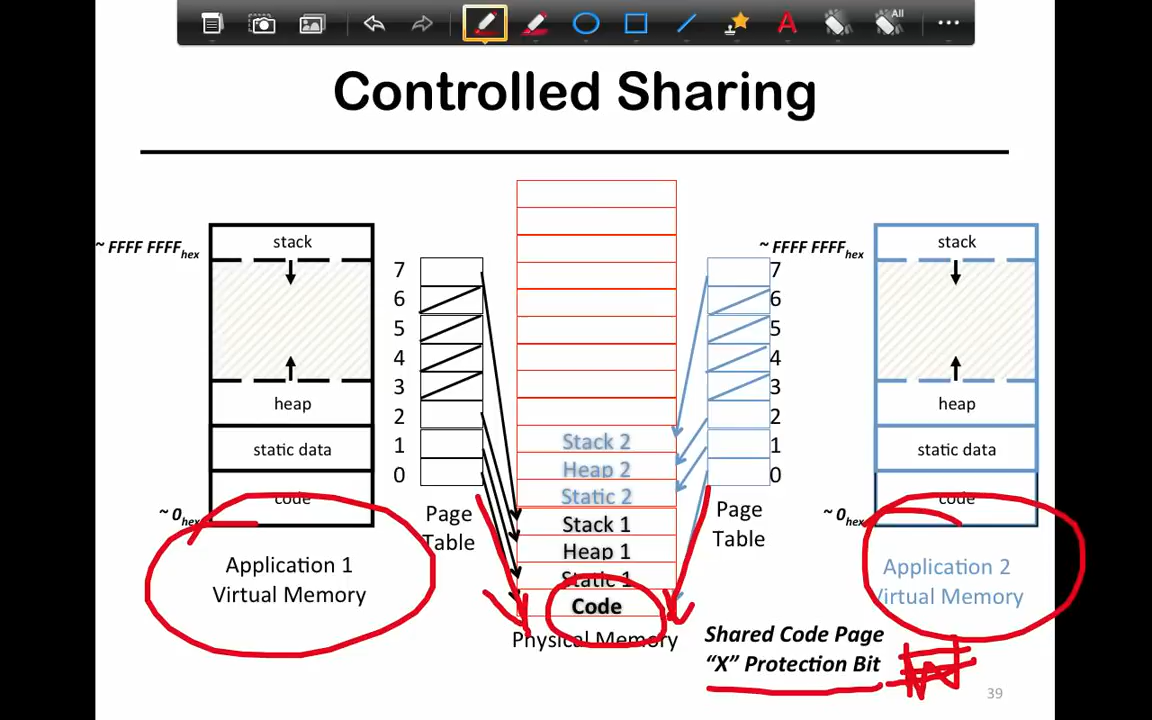 All
A
Controlled Sharing
~ FFFF FFFFhex
stack
heap
static data
code
~ 0hex
Application 1
Virtual Memory
7
6
5
4
3
2
1
0
Page
Table
Stack 2
Heap 2
Static 2
Stack 1
Heap 1
Static 1
Code
Physical Memory
7
6
5
4
3
2
1
0
Page
Table
~ FFFF FFFFhex
stack
heap
static data
code
~ 0hex
Application 2
Virtual Memory
Shared Code Page
“X” Protection Bit
39